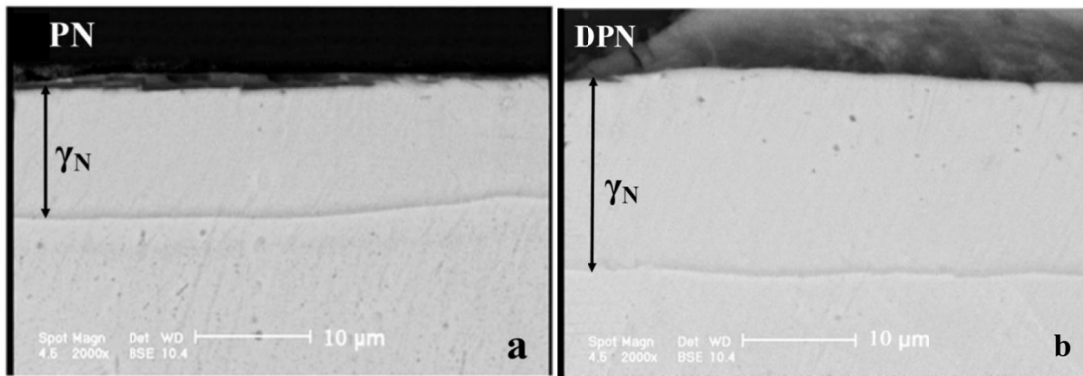 PN
γN
Spot Magn Det WD
4.5 2000x BSE 10.4
10 μm
a
DPN
γN
Spot Magn Det WD
4.5 2000x BSE 10.4
10 μm
b